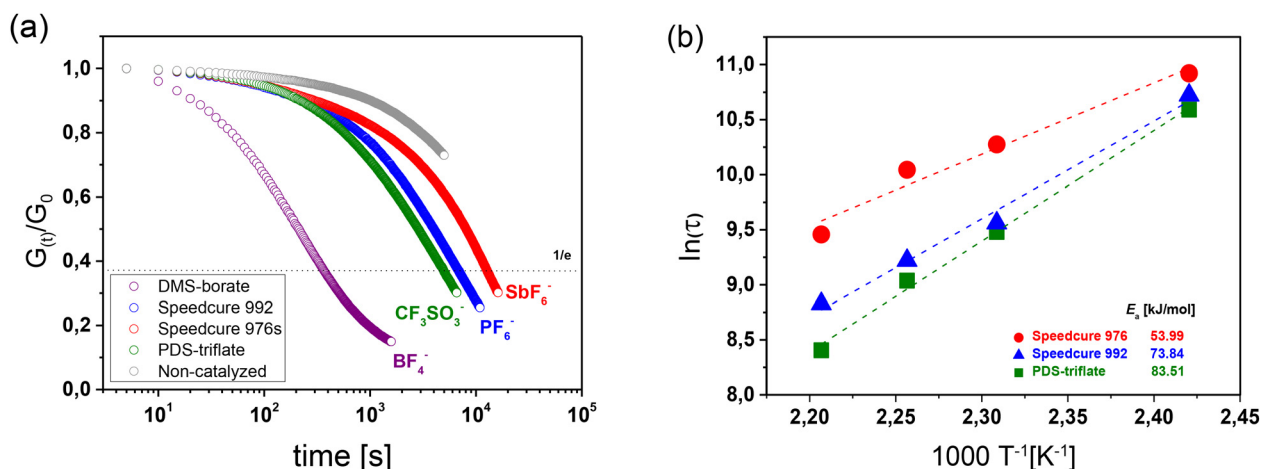 (a)
G(t)/G0
1,0
0,8
0,6
0,4
0,2
0,0
1/e
DMS-borate
Speedcure 992
Speedcure 976s
PDS-triflate
Non-catalyzed
BF4-
CF3SO3-
PF6-
SbF6-
10^1
10^2
10^3
10^4
10^5
time [s]
(b)
ln(τ)
11,0
10,5
10,0
9,5
9,0
8,5
8,0
Ea [kJ/mol]
Speedcure 976 53.99
Speedcure 992 73.84
PDS-triflate 83.51
2,20
2,25
2,30
2,35
2,40
2,45
1000 T-1[K-1]